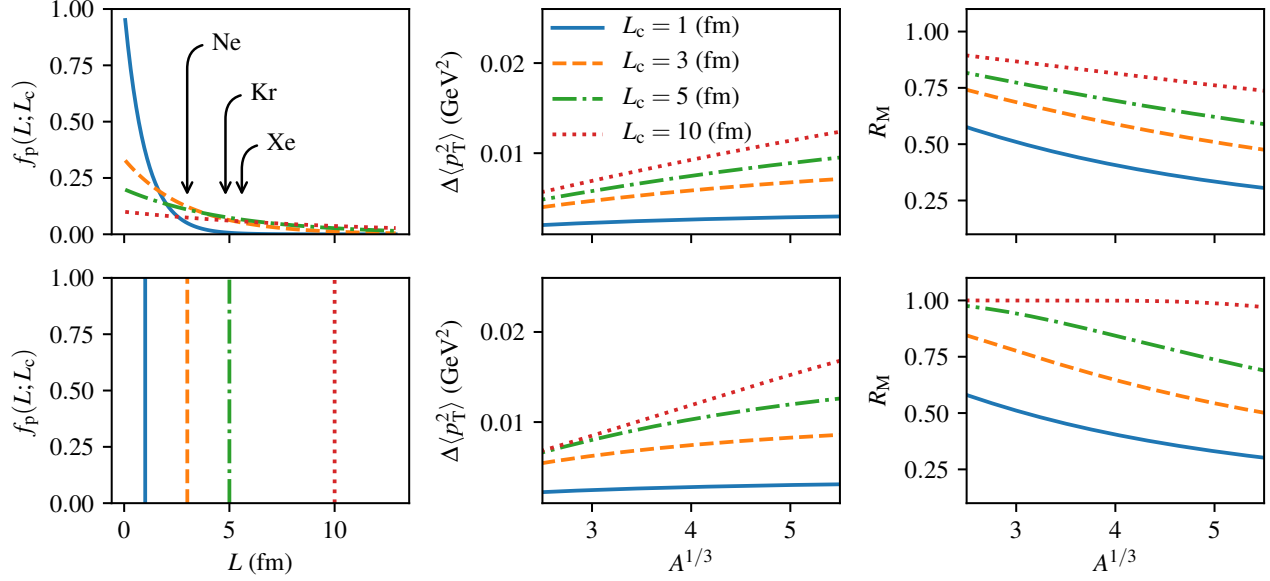 1.00
0.75
0.50
0.25
0.00
f_p(L; L_c)
Ne
Kr
Xe
0.02
0.01
Δ⟨p_T^2⟩ (GeV^2)
L_c = 1 (fm)
L_c = 3 (fm)
L_c = 5 (fm)
L_c = 10 (fm)
1.00
0.75
0.50
0.25
R_M
1.00
0.75
0.50
0.25
0.00
f_p(L; L_c)
0 5 10
L (fm)
0.02
0.01
Δ⟨p_T^2⟩ (GeV^2)
3 4 5
A^{1/3}
1.00
0.75
0.50
0.25
R_M
3 4 5
A^{1/3}